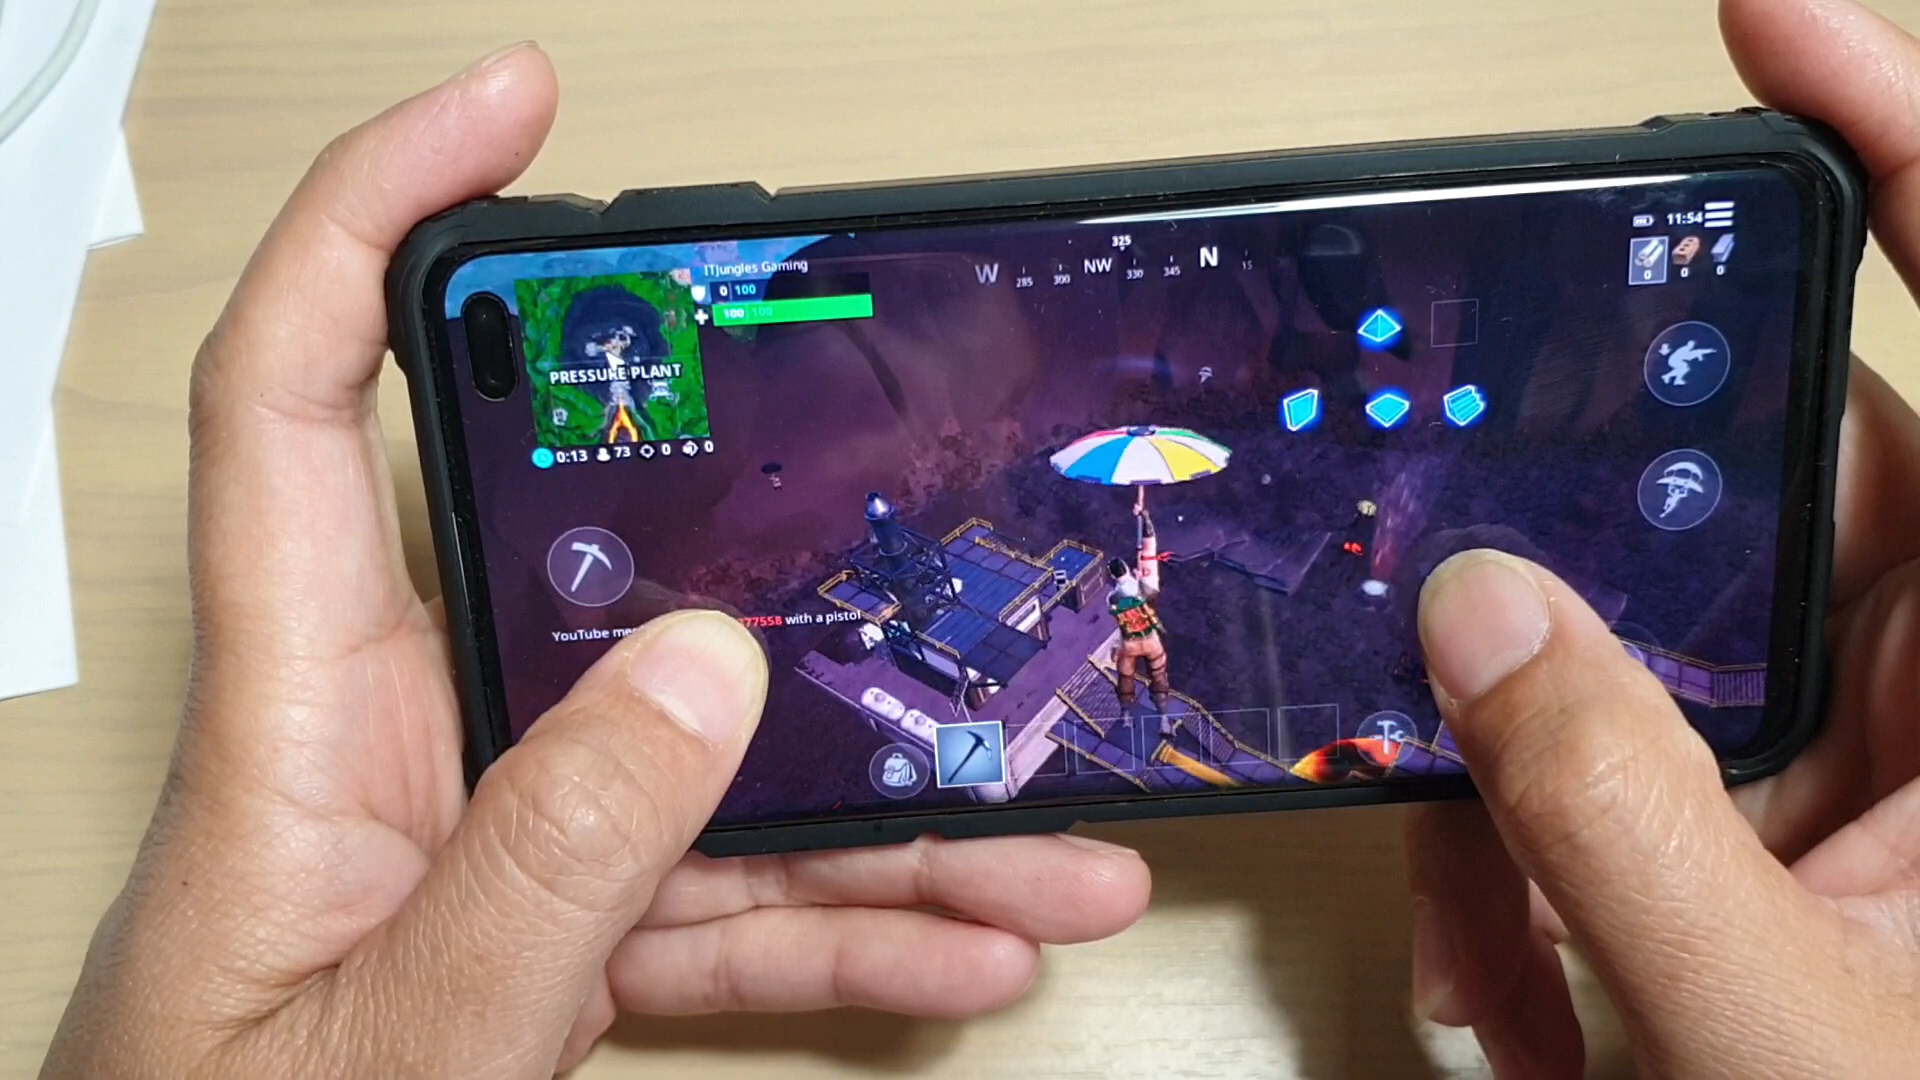 ITJungles Gaming
0 | 100
100 | 100
PRESSURE PLANT
0:13 73 0 0
W 285 300 NW 330 345 N 15
325
11:54
0 0 0
YouTube 77558 with a pistol